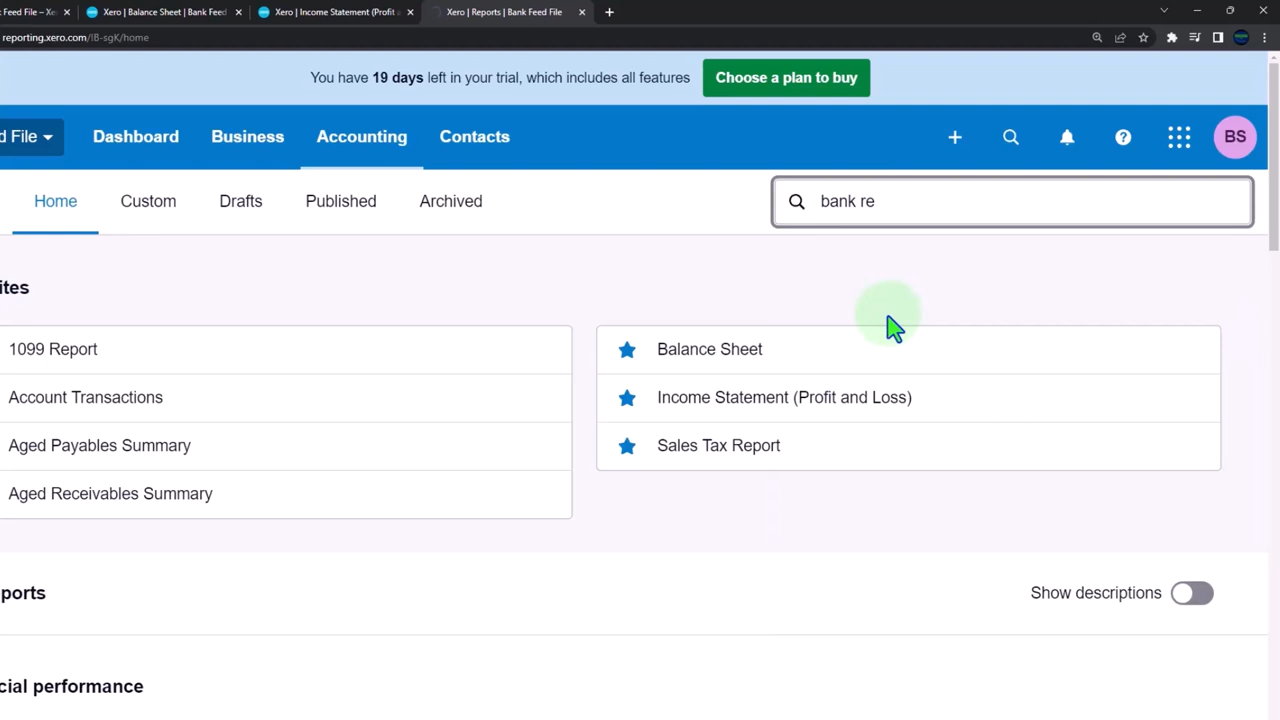 Feed File – Xe
Xero | Balance Sheet | Bank Feed
Xero | Income Statement (Profit a
Xero | Reports | Bank Feed File
reporting.xero.com/!B-sgK/home
You have 19 days left in your trial, which includes all features
Choose a plan to buy
d File
Dashboard
Business
Accounting
Contacts
BS
Home
Custom
Drafts
Published
Archived
bank re
ites
1099 Report
Account Transactions
Aged Payables Summary
Aged Receivables Summary
Balance Sheet
Income Statement (Profit and Loss)
Sales Tax Report
ports
Show descriptions
cial performance